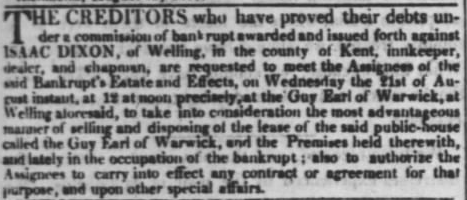 THE CREDITORS who have proved their debts un-
der a commission of bankrupt awarded and issued forth against
ISAAC DIXON, of Welling, in the county of Kent, innkeeper,
dealer, and chapman, are requested to meet the Assignees of the
said Bankrupt's Estate and Effects, on Wednesday the 21st of Au-
gust instant, at 12 at noon precisely, at the Guy Earl of Warwick, at
Welling aforesaid, to take into consideration the most advantageous
manner of selling and disposing of the lease of the said public-house
called the Guy Earl of Warwick, and the Premises held therewith,
and lately in the occupation of the bankrupt; also to authorize the
Assignees to carry into effect any contract or agreement for that
purpose, and upon other special affairs.